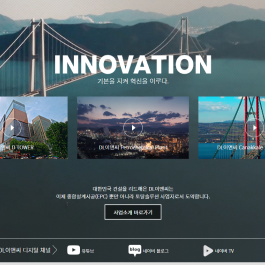 INNOVATION
기본을 지켜 혁신을 이루다.
DL이앤씨 D TOWER
DL이앤씨 Petrochemical Plant
DL이앤씨 Canakkale
대한민국 건설을 리드해온 DL이앤씨는
이제 종합설계시공(EPC) 뿐만 아니라 토탈솔루션 사업자로서 도약합니다.
사업소개 바로가기
DL이앤씨 디지털 채널
유튜브
blog
네이버 블로그
네이버 TV